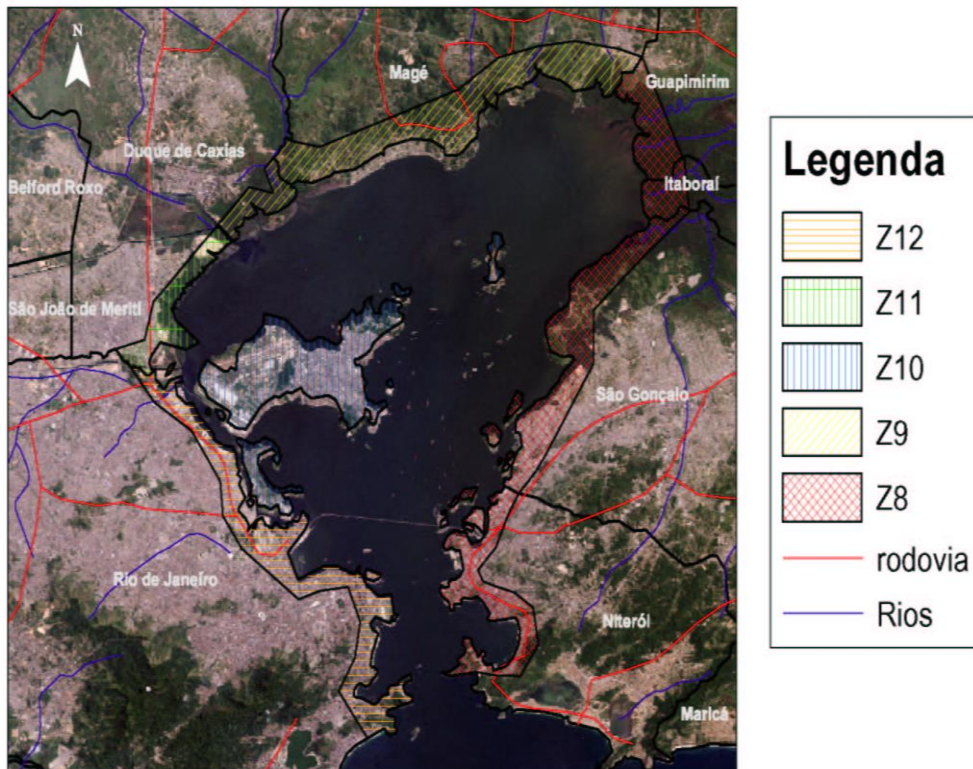 N
Magé
Guapimirim
Duque de Caxias
Belford Roxo
Itaboraí
São João de Meriti
São Gonçalo
Rio de Janeiro
Niterói
Maricá
Legenda
Z12
Z11
Z10
Z9
Z8
rodovia
Rios